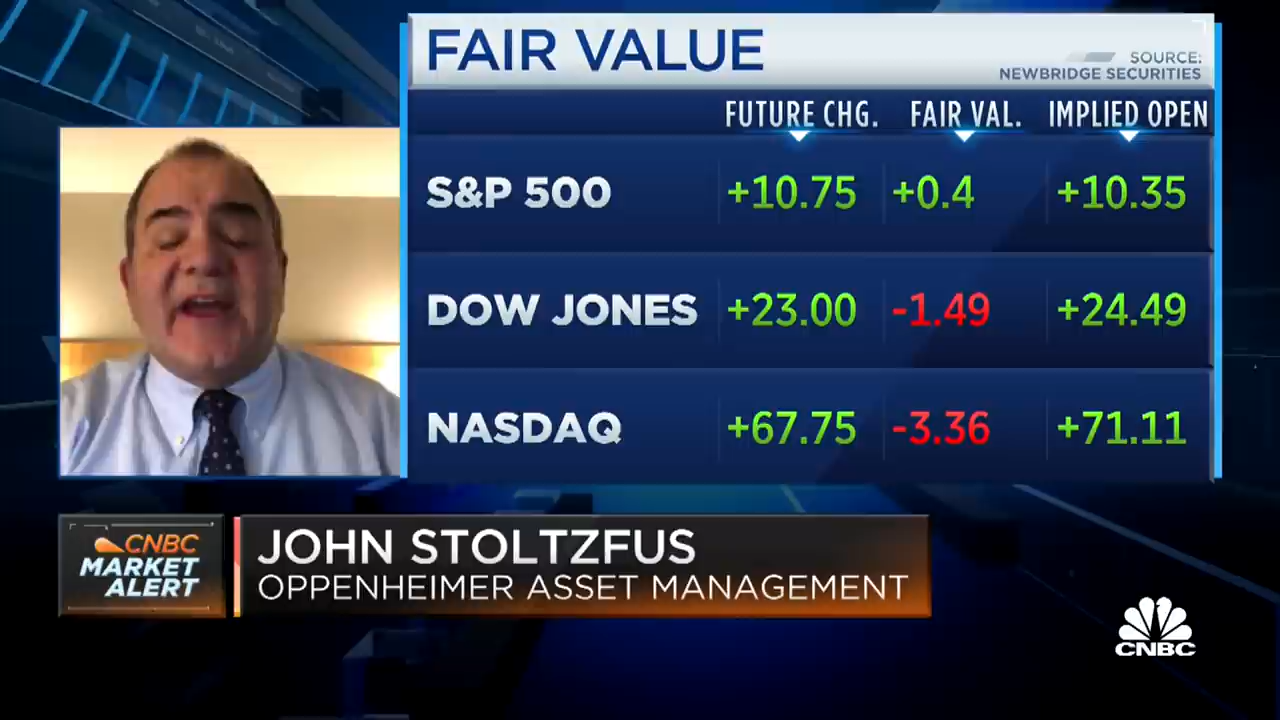 FAIR VALUE
SOURCE:
NEWBRIDGE SECURITIES
FUTURE CHG. FAIR VAL. IMPLIED OPEN
S&P 500 +10.75 +0.4 +10.35
DOW JONES +23.00 -1.49 +24.49
NASDAQ +67.75 -3.36 +71.11
CNBC
MARKET
ALERT
JOHN STOLTZFUS
OPPENHEIMER ASSET MANAGEMENT
CNBC